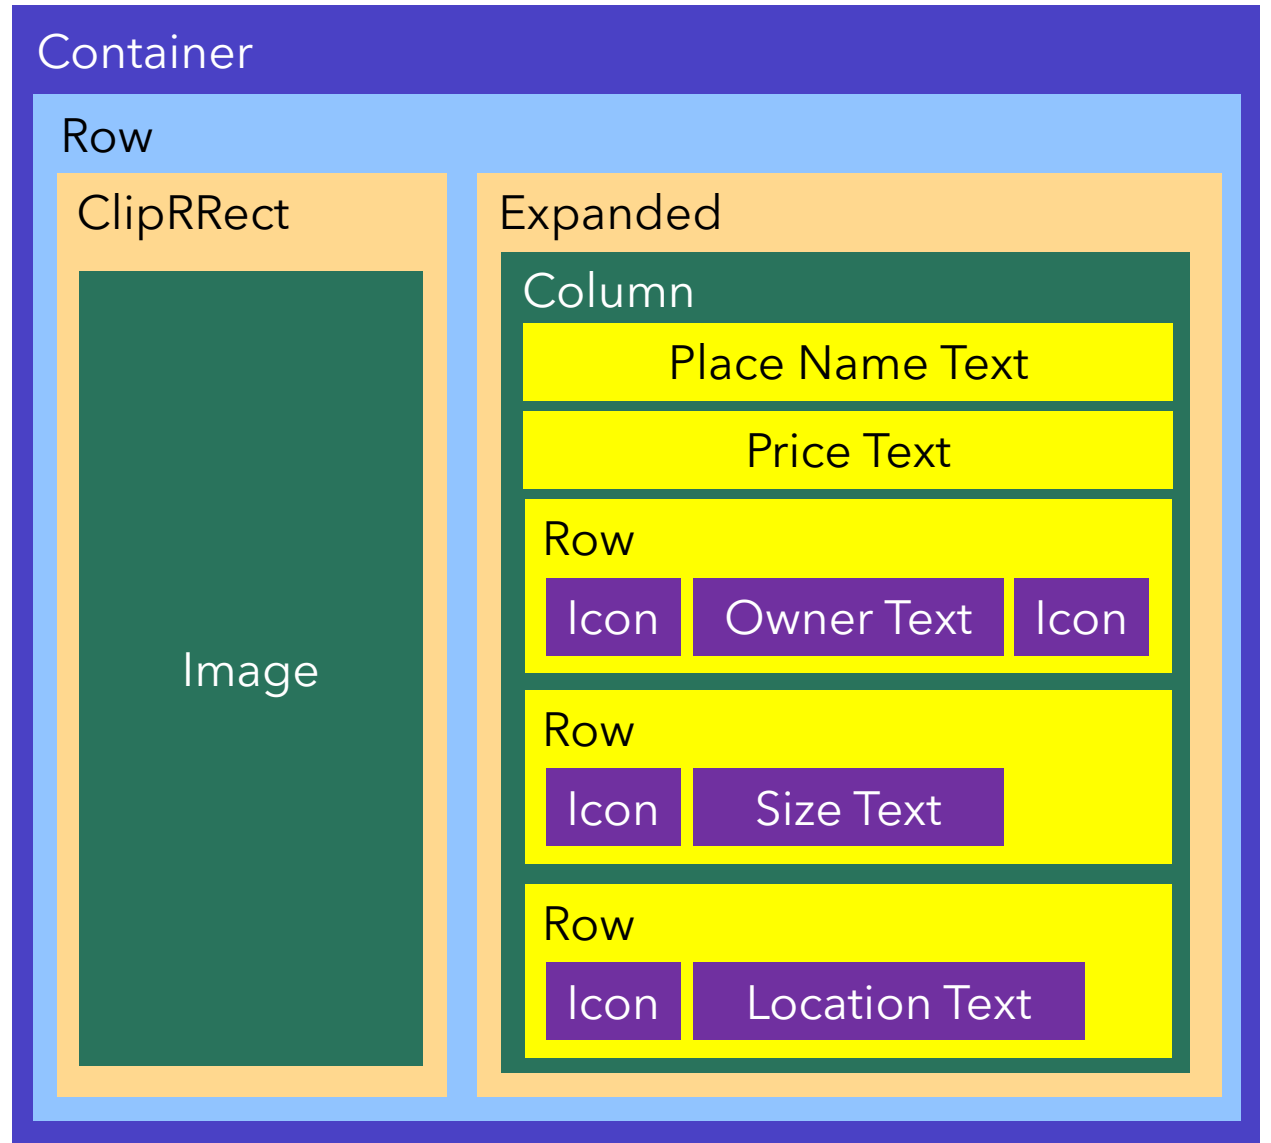 Container
Row
ClipRRect
Image
Expanded
Column
Place Name Text
Price Text
Row
Icon Owner Text Icon
Row
Icon Size Text
Row
Icon Location Text